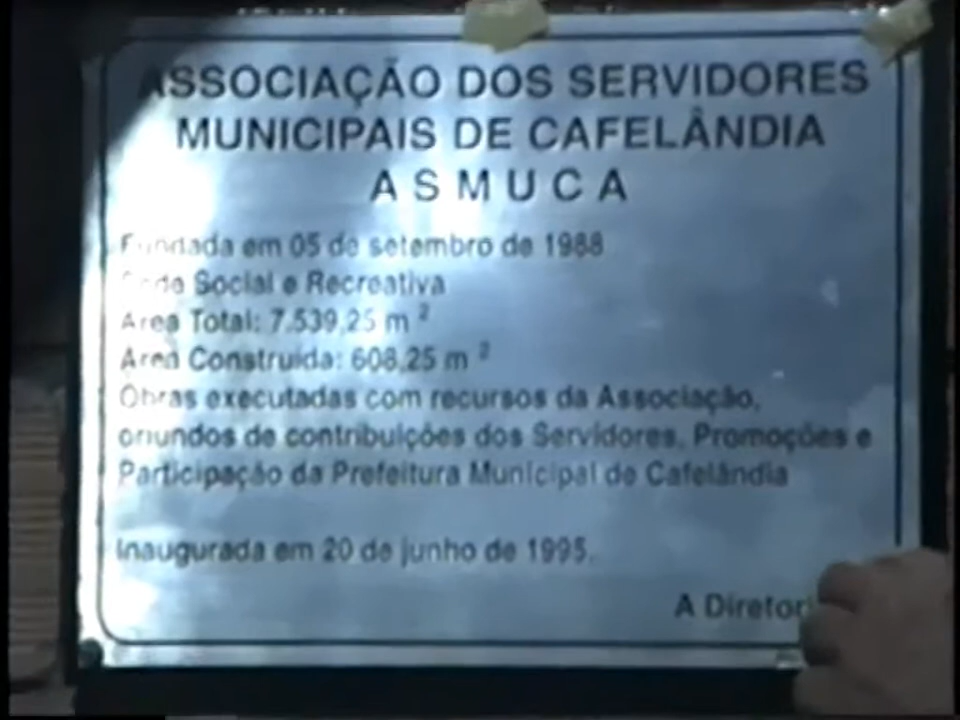 ASSOCIAÇÃO DOS SERVIDORES
MUNICIPAIS DE CAFELÂNDIA
A S M U C A
Fundada em 05 de setembro de 1988
Sede Social e Recreativa
Área Total: 7.539,25 m ²
Área Construída: 608,25 m ²
Obras executadas com recursos da Associação,
oriundos de contribuições dos Servidores, Promoções e
Participação da Prefeitura Municipal de Cafelândia
Inaugurada em 20 de junho de 1995.
A Diretor